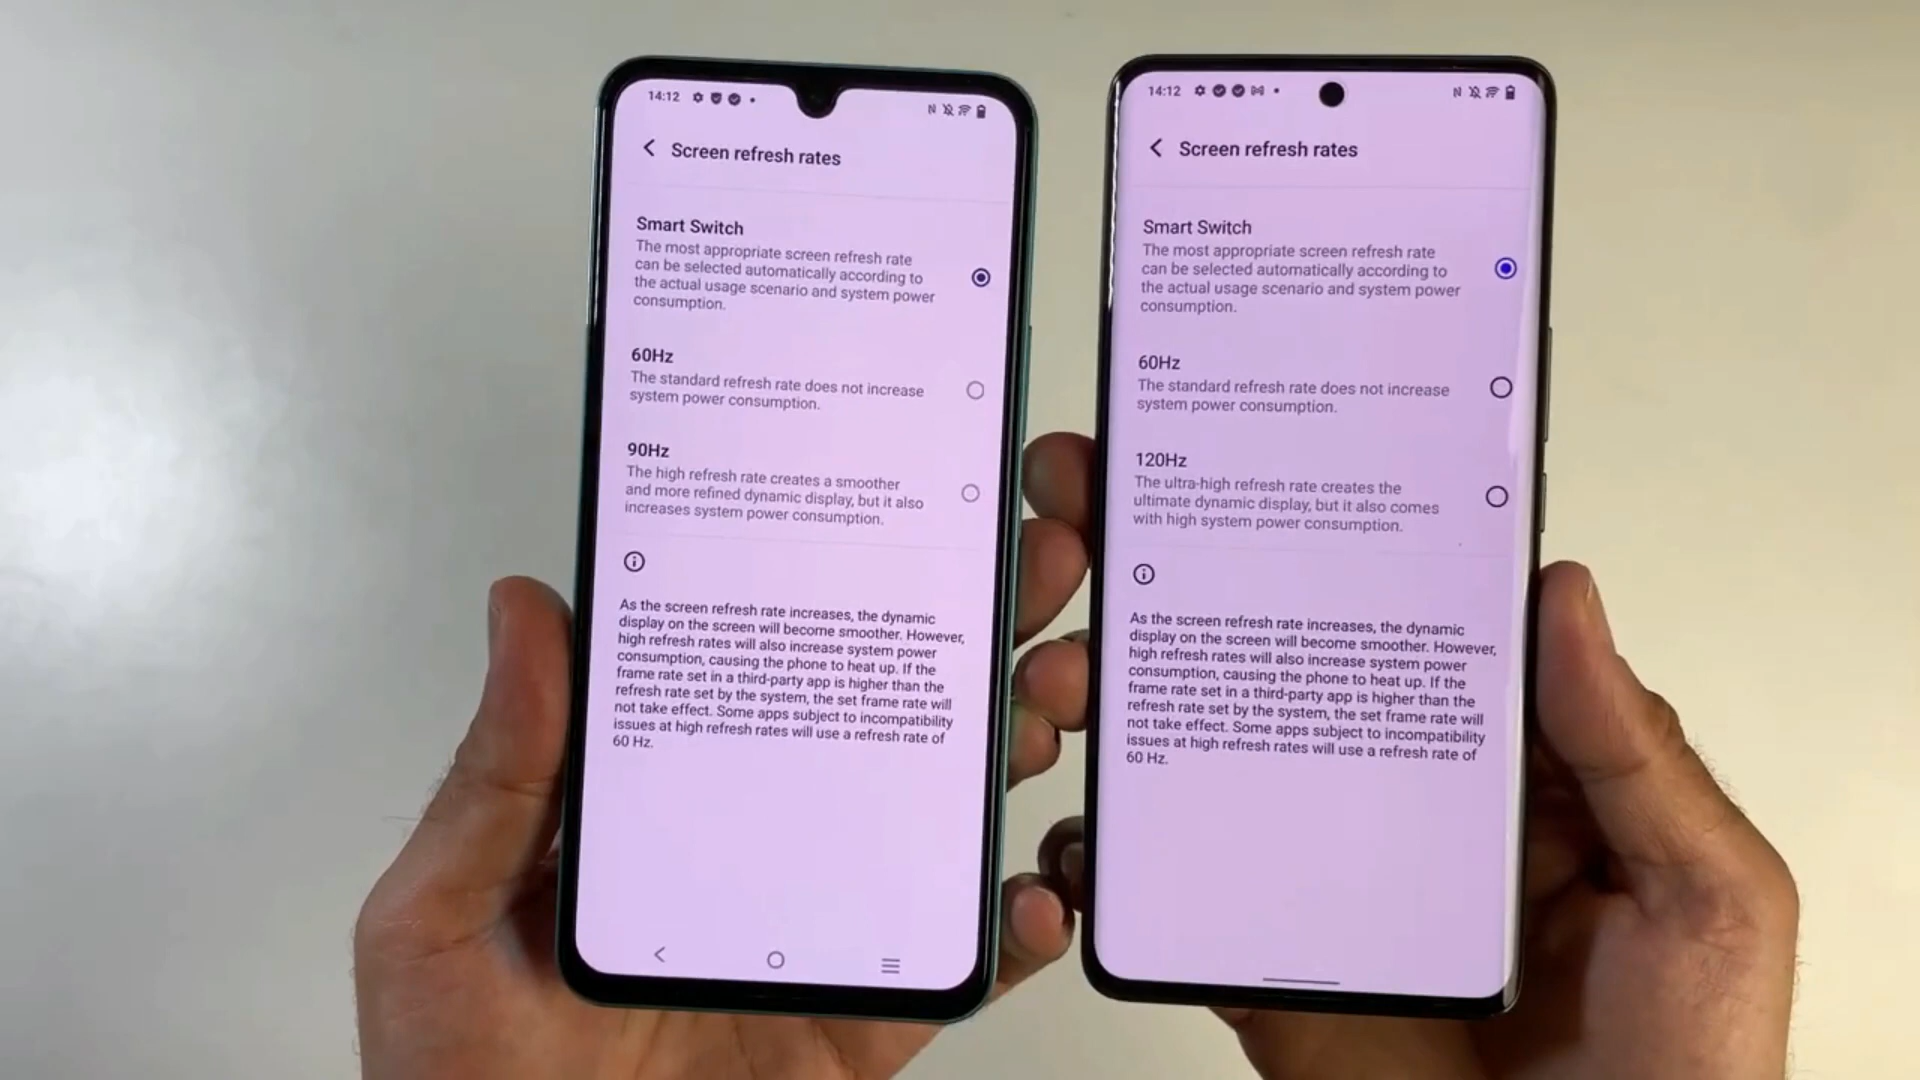 14:12
Screen refresh rates
Smart Switch
The most appropriate screen refresh rate
can be selected automatically according to
the actual usage scenario and system power
consumption.
60Hz
The standard refresh rate does not increase
system power consumption.
90Hz
The high refresh rate creates a smoother
and more refined dynamic display, but it also
increases system power consumption.
As the screen refresh rate increases, the dynamic
display on the screen will become smoother. However,
high refresh rates will also increase system power
consumption, causing the phone to heat up. If the
frame rate set in a third-party app is higher than the
refresh rate set by the system, the set frame rate will
not take effect. Some apps subject to incompatibility
issues at high refresh rates will use a refresh rate of
60 Hz.
14:12
Screen refresh rates
Smart Switch
The most appropriate screen refresh rate
can be selected automatically according to
the actual usage scenario and system power
consumption.
60Hz
The standard refresh rate does not increase
system power consumption.
120Hz
The ultra-high refresh rate creates the
ultimate dynamic display, but it also comes
with high system power consumption.
As the screen refresh rate increases, the dynamic
display on the screen will become smoother. However,
high refresh rates will also increase system power
consumption, causing the phone to heat up. If the
frame rate set in a third-party app is higher than the
refresh rate set by the system, the set frame rate will
not take effect. Some apps subject to incompatibility
issues at high refresh rates will use a refresh rate of
60 Hz.